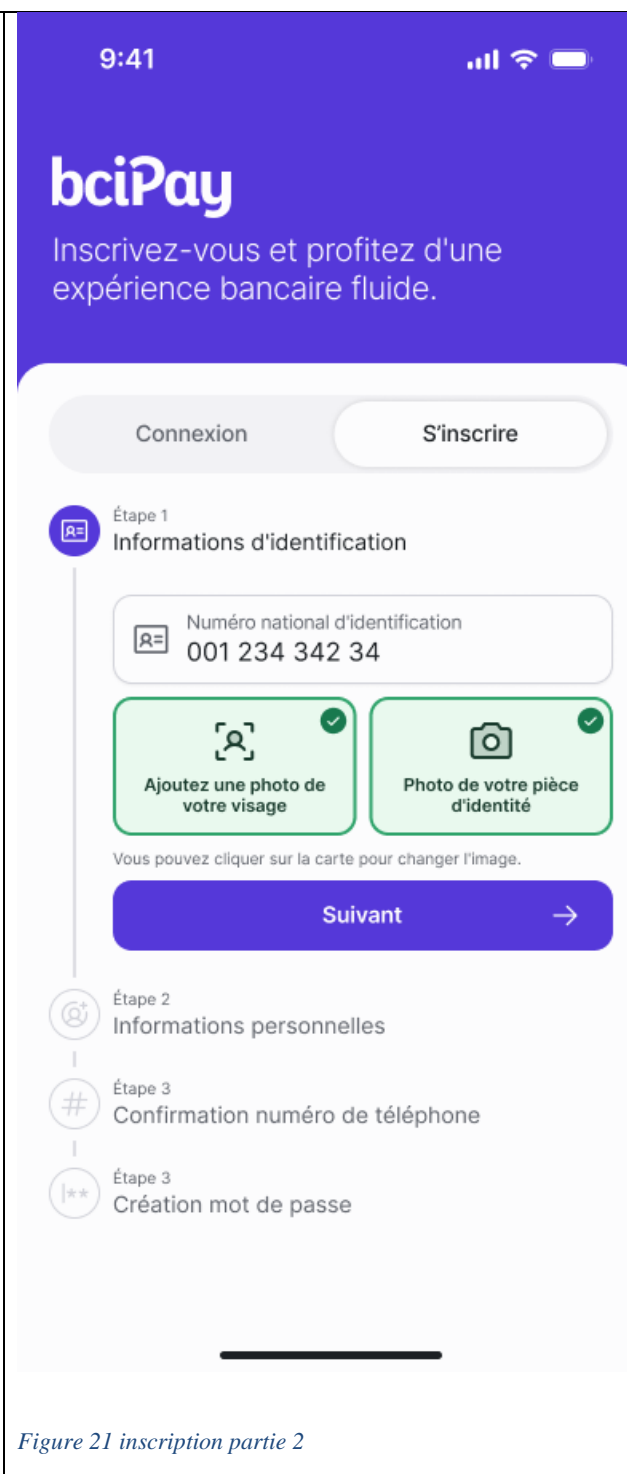 9:41
bciPay
Inscrivez-vous et profitez d'une
expérience bancaire fluide.
Connexion
S'inscrire
Étape 1
Informations d'identification
Numéro national d'identification
001 234 342 34
Ajoutez une photo de
votre visage
Photo de votre pièce
d'identité
Vous pouvez cliquer sur la carte pour changer l'image.
Suivant
Étape 2
Informations personnelles
#
Étape 3
Confirmation numéro de téléphone
|**
Étape 3
Création mot de passe
Figure 21 inscription partie 2